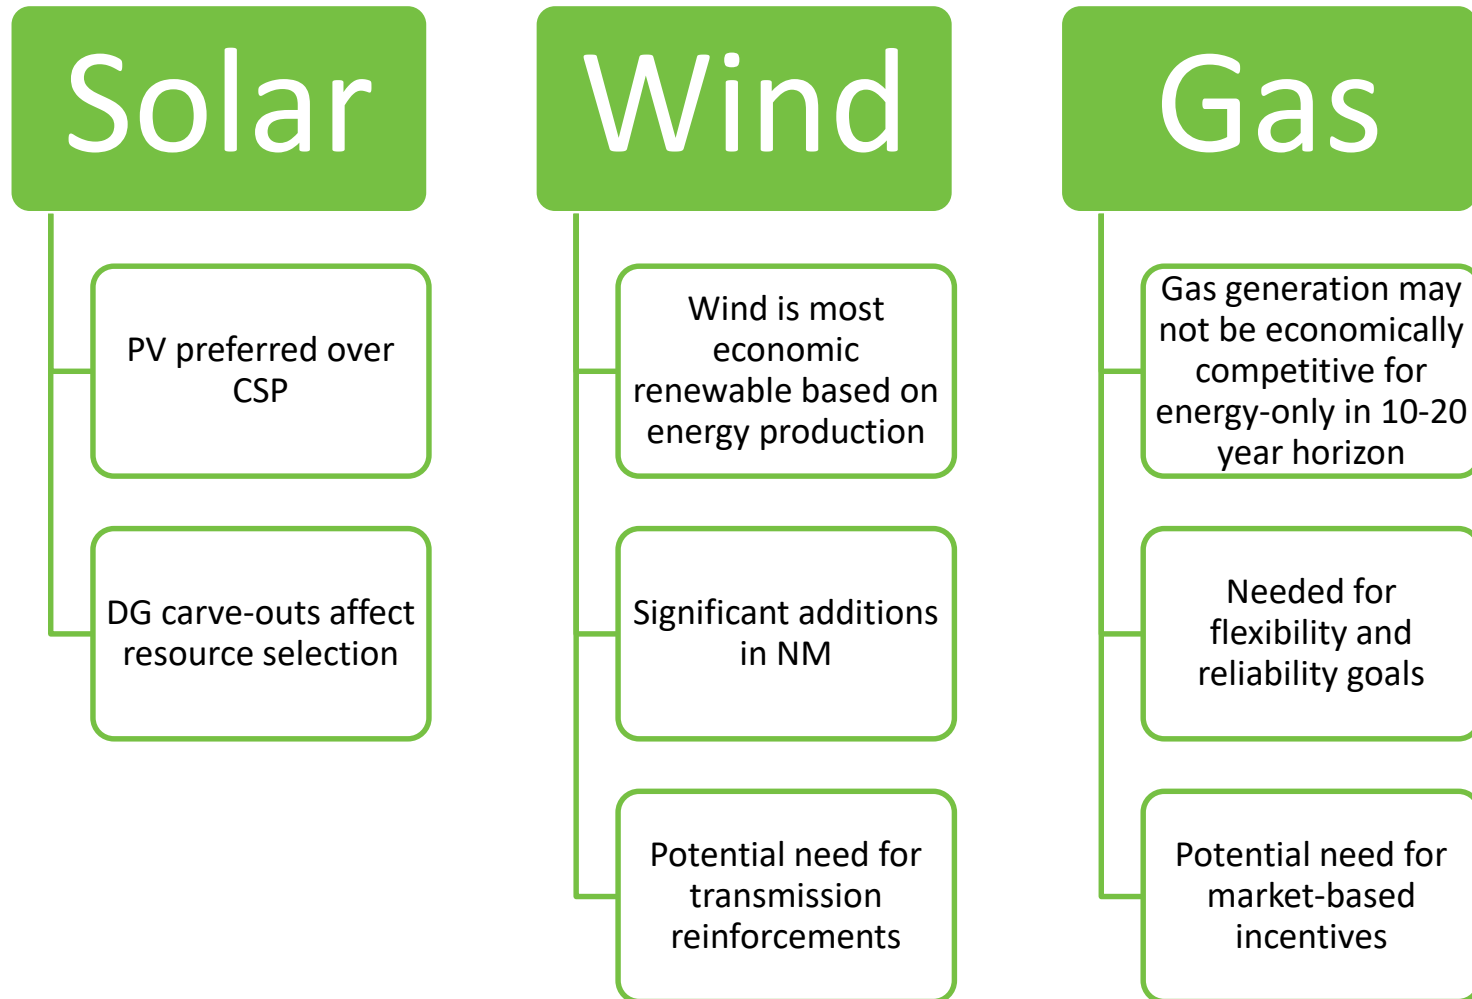 Solar
PV preferred over
CSP
DG carve-outs affect
resource selection
Wind
Wind is most
economic
renewable based on
energy production
Significant additions
in NM
Potential need for
transmission
reinforcements
Gas
Gas generation may
not be economically
competitive for
energy-only in 10-20
year horizon
Needed for
flexibility and
reliability goals
Potential need for
market-based
incentives